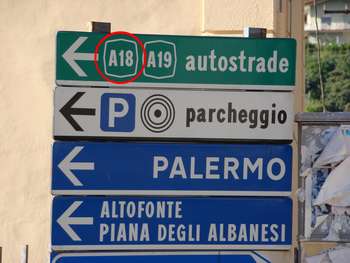 A18 A19 autostrade
P parcheggio
PALERMO
ALTOFONTE
PIANA DEGLI ALBANESI